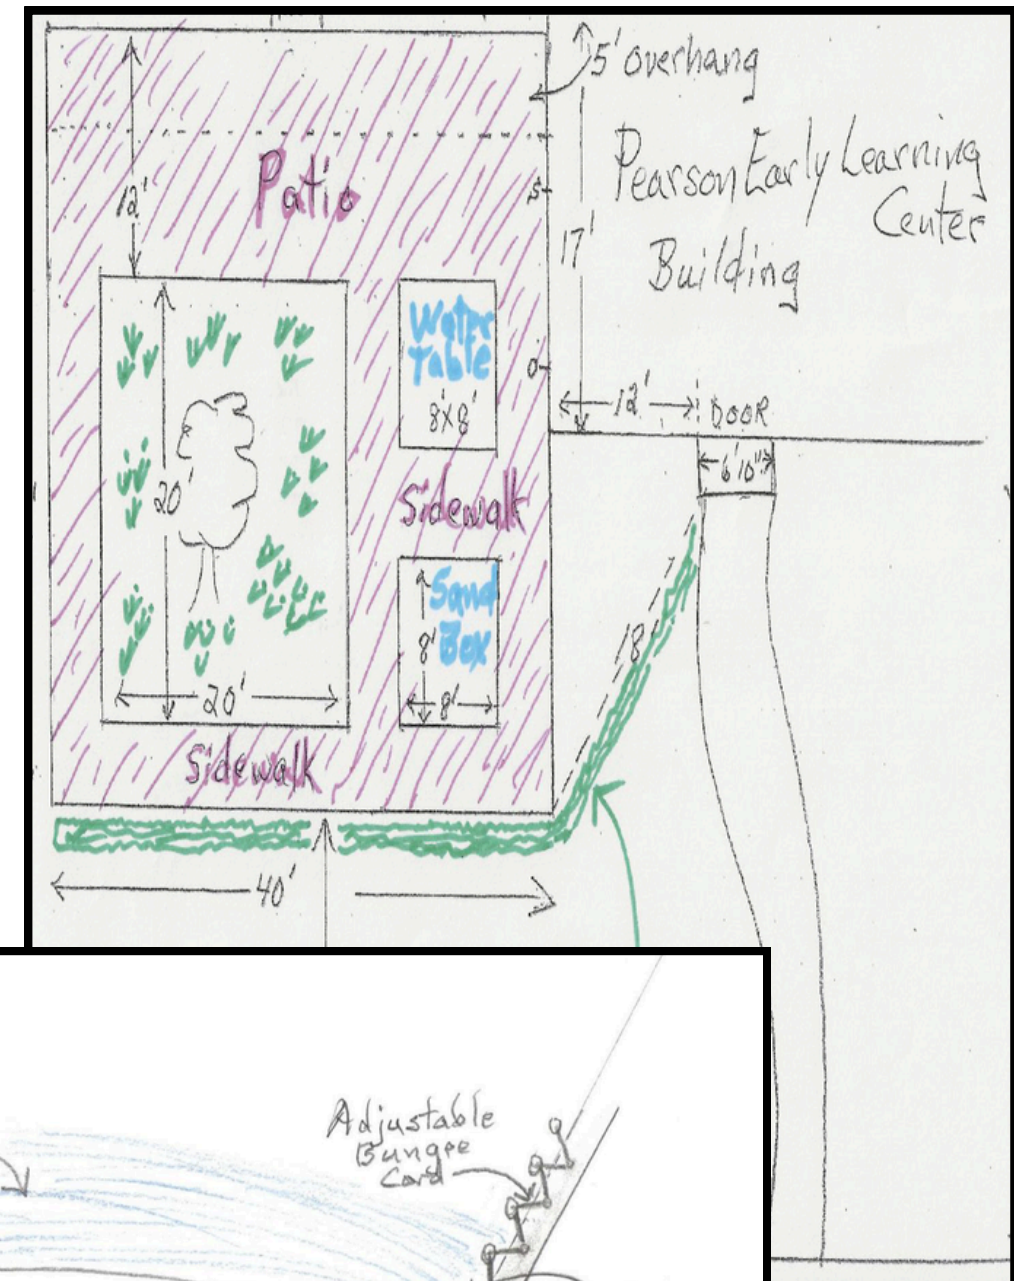 5' overhang
Pearson Early Learning
Center
Building
12'
Patio
5
17'
Water
Table
8'X8'
0
12'
DOOR
6'10"
20'
Sidewalk
Sand
Box
8'
8'
18'
20'
Sidewalk
40'
Adjustable
Bungee
Cord